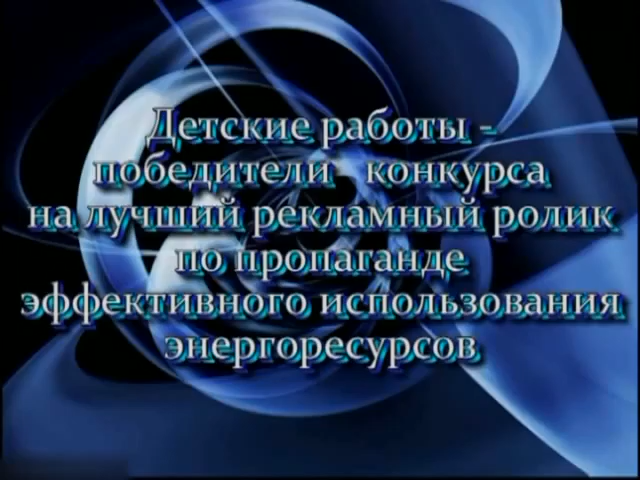 Детские работы -
победители конкурса
на лучший рекламный ролик
по пропаганде
эффективного использования
энергоресурсов